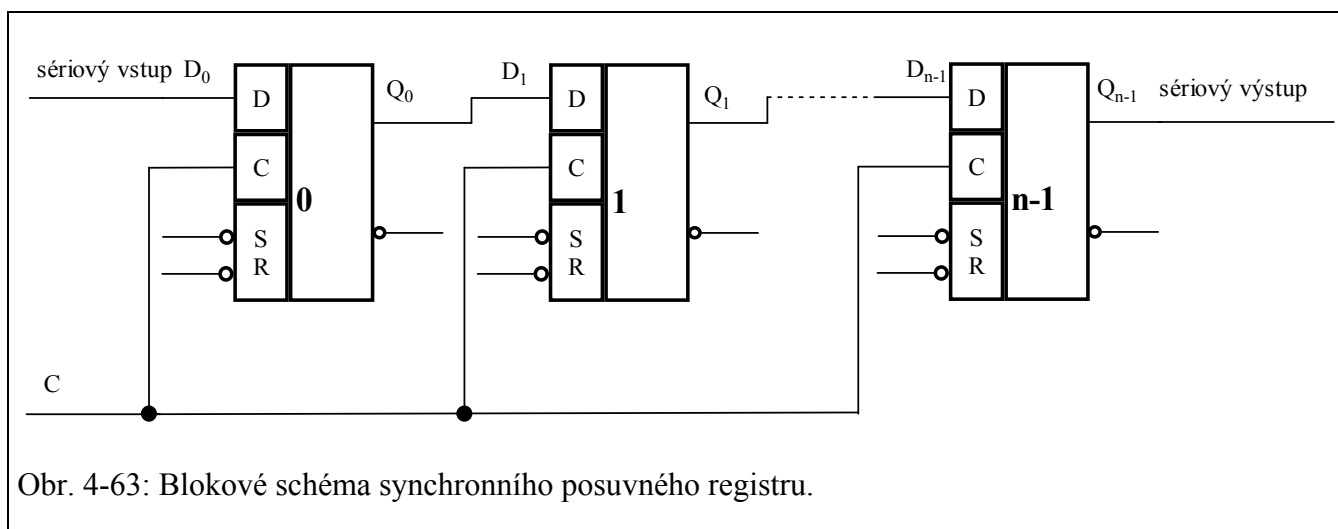 sériový vstup D₀
Q₀
D₁
Q₁
Dₙ₋₁
Qₙ₋₁ sériový výstup
D
D
D
C
C
C
0
1
n-1
S
S
S
R
R
R
C
Obr. 4-63: Blokové schéma synchronního posuvného registru.